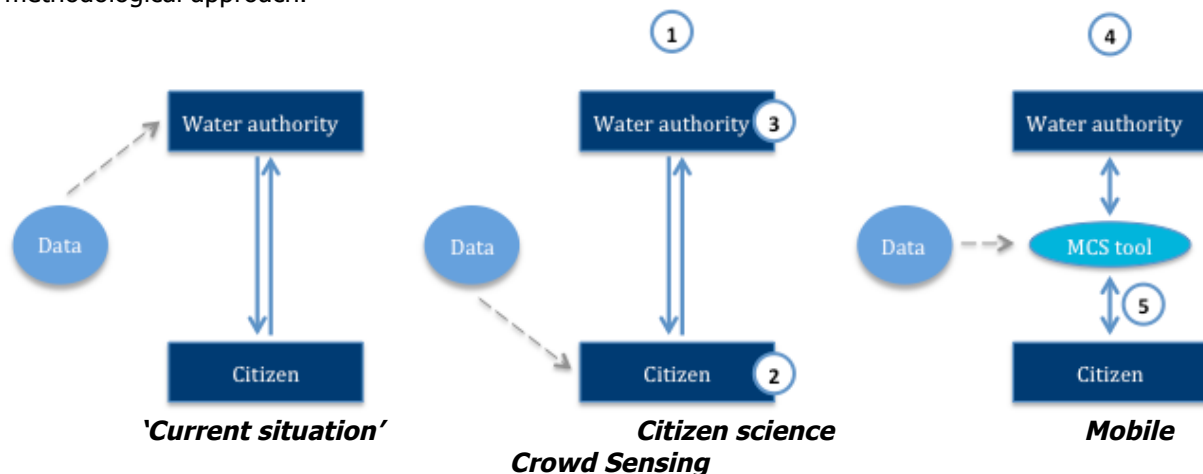 methodological approach.
1 4
Water authority Water authority 3 Water authority
Data Data Data MCS tool
5
Citizen Citizen 2 Citizen
‘Current situation’ Citizen science Mobile
Crowd Sensing